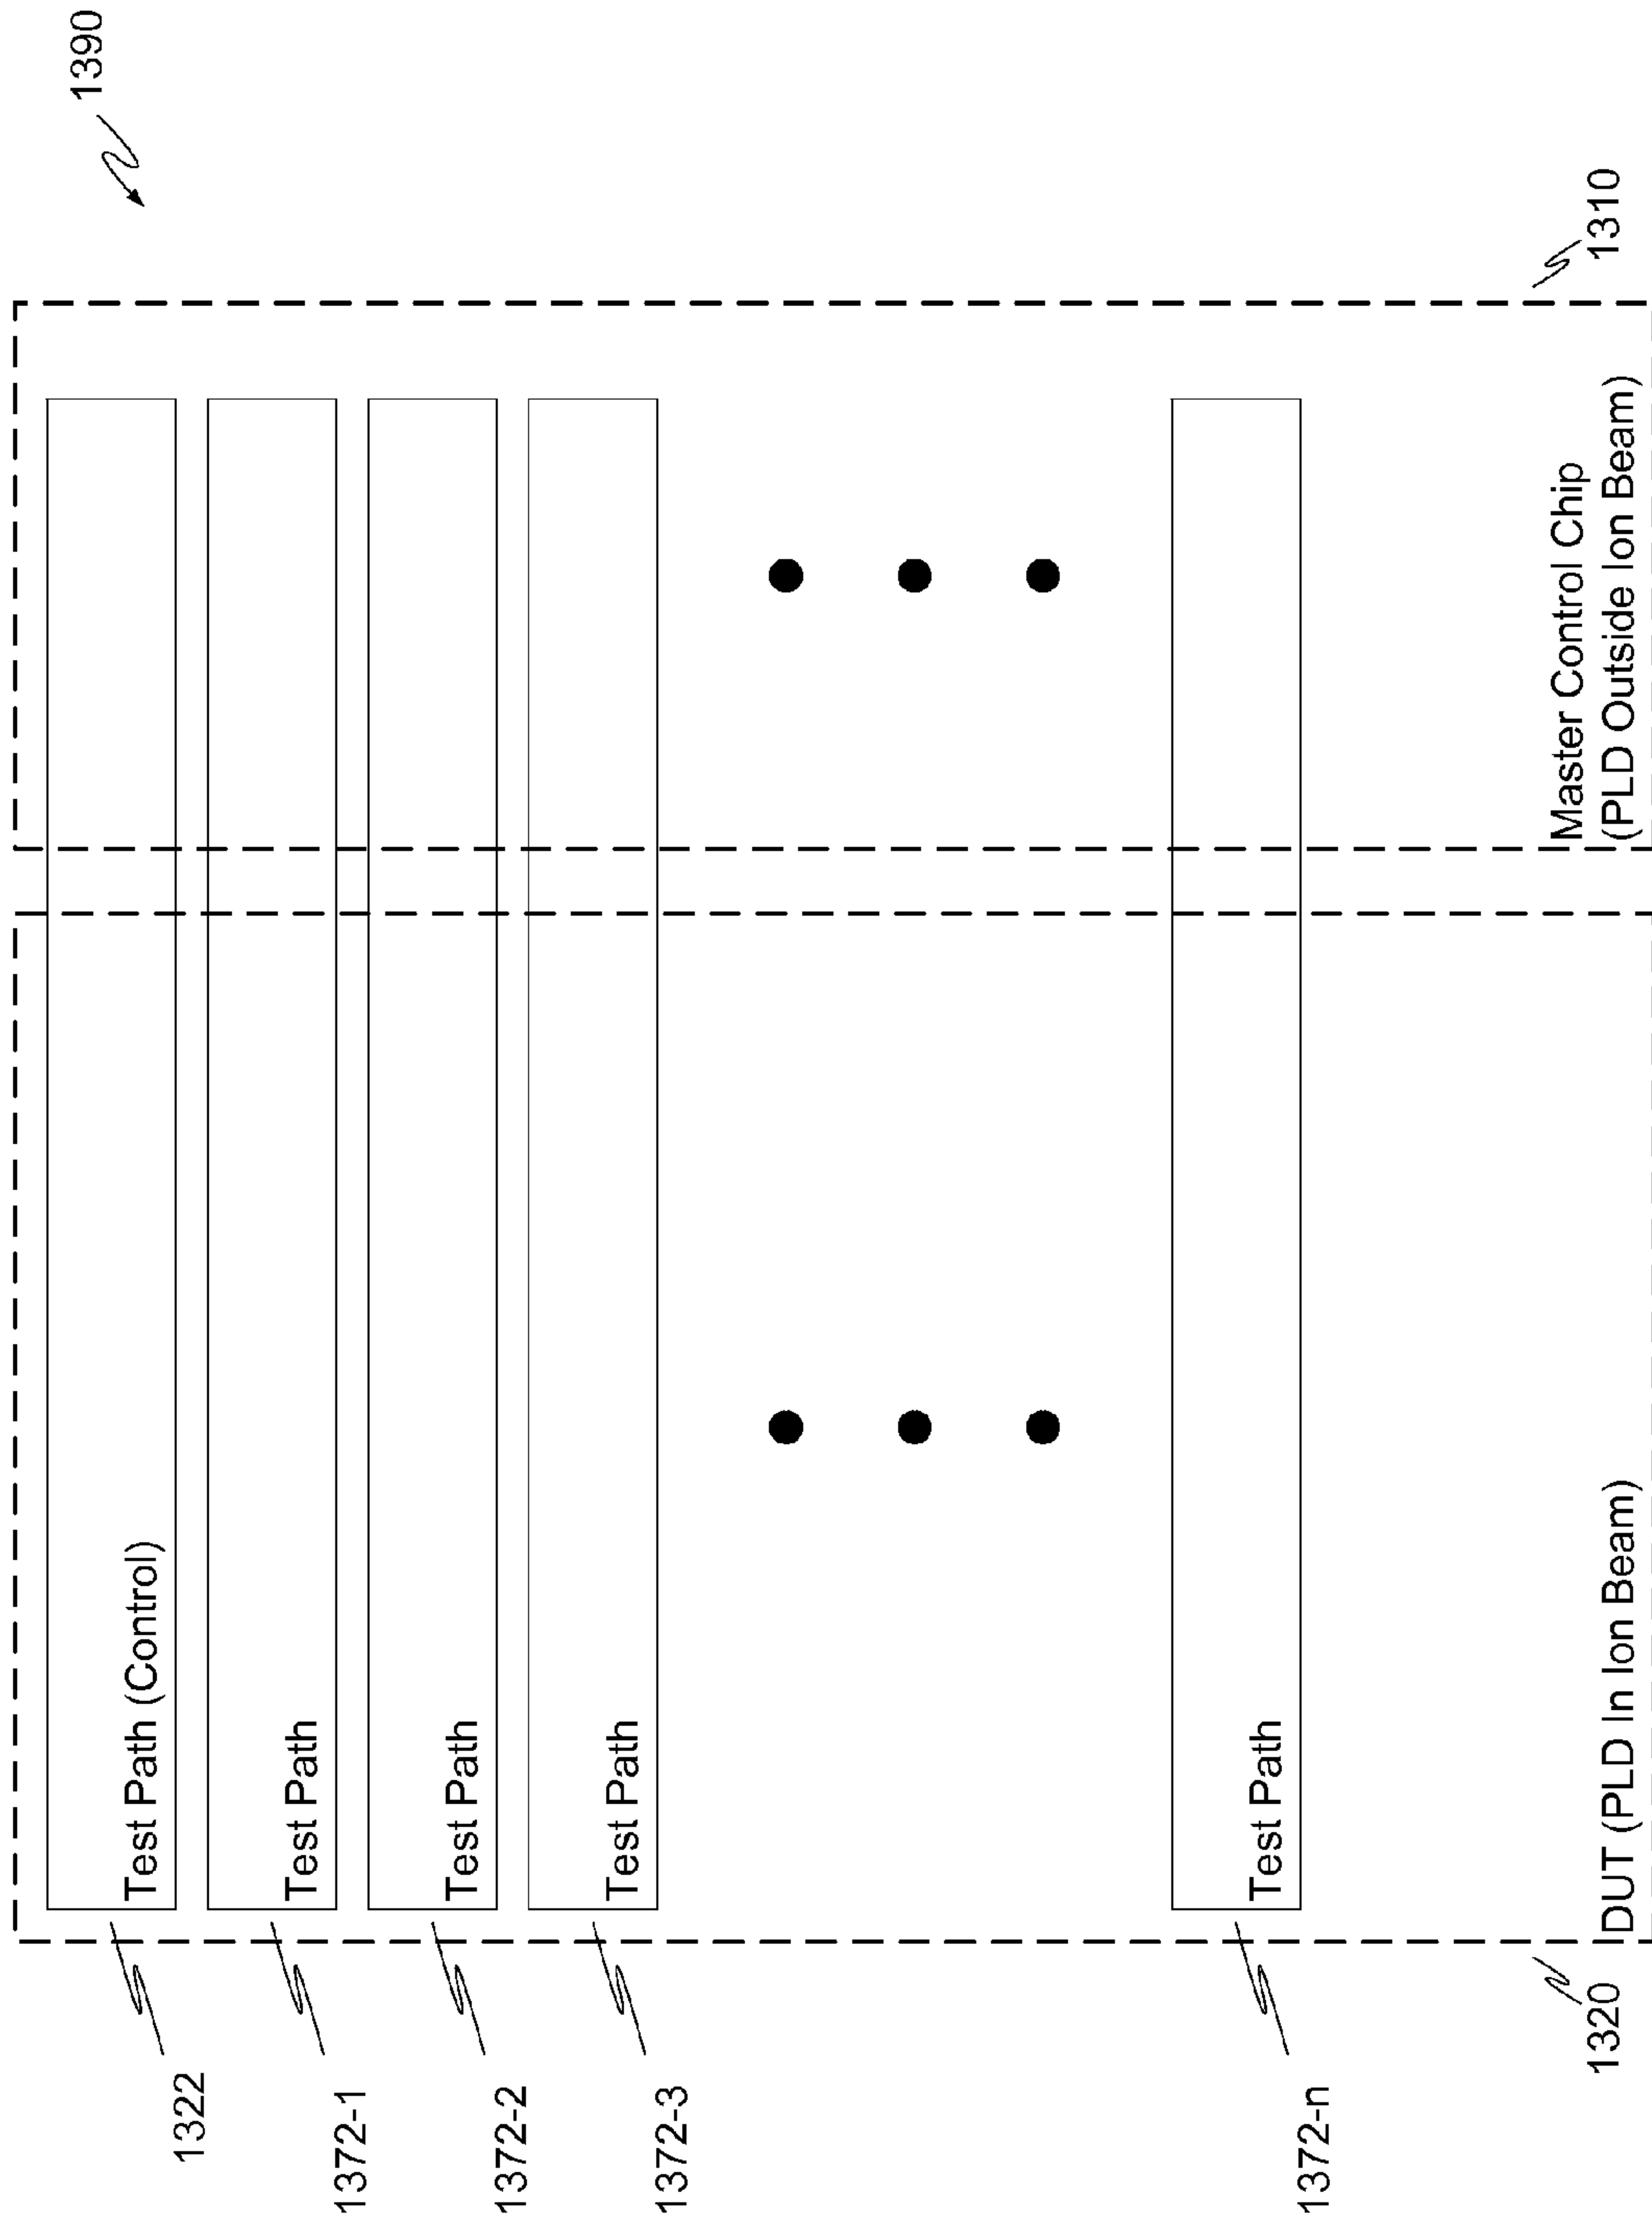 1390
1322
Test Path (Control)
1372-1
Test Path
1372-2
Test Path
1372-3
Test Path
1372-n
Test Path
1320
DUT (PLD In Ion Beam)
Master Control Chip
(PLD Outside Ion Beam)
1310